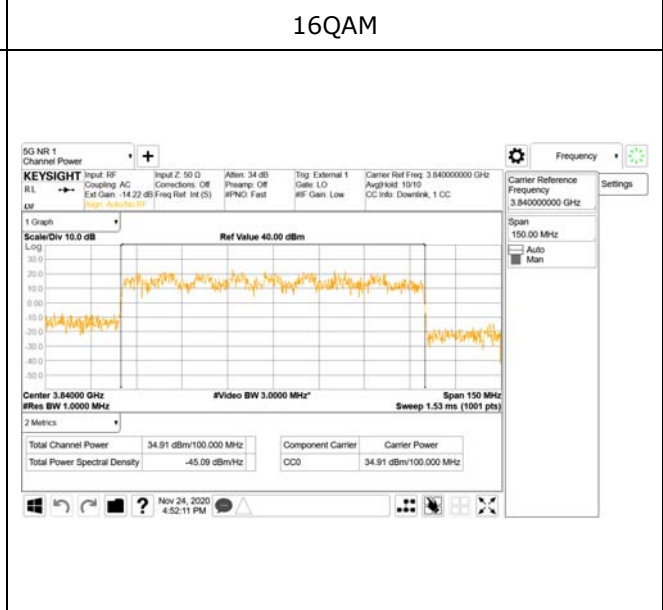 16QAM
5G NR 1
Channel Power
Frequency
KEYSIGHT
RL
Input: RF
Coupling: AC
Ext Gain: -14.22 dB
Align: Auto/No RF
Input Z: 50 Ω
Corrections: Off
Freq Ref: Int (S)
Atten: 34 dB
Preamp: Off
#PNO: Fast
Trig: External 1
Gate: LO
#IF Gain: Low
Carrier Ref Freq: 3.840000000 GHz
Avg|Hold: 10/10
CC Info: Downlink, 1 CC
Carrier Reference
Frequency
3.840000000 GHz
Settings
Span
150.00 MHz
Auto
Man
1 Graph
Scale/Div 10.0 dB
Ref Value 40.00 dBm
Log
30.0
20.0
10.0
0.00
-10.0
-20.0
-30.0
-40.0
-50.0
Center 3.84000 GHz
#Video BW 3.0000 MHz*
Span 150 MHz
#Res BW 1.0000 MHz
Sweep 1.53 ms (1001 pts)
2 Metrics
Total Channel Power
34.91 dBm/100.000 MHz
Total Power Spectral Density
-45.09 dBm/Hz
Component Carrier
Carrier Power
CC0
34.91 dBm/100.000 MHz
?
Nov 24, 2020
4:52:11 PM